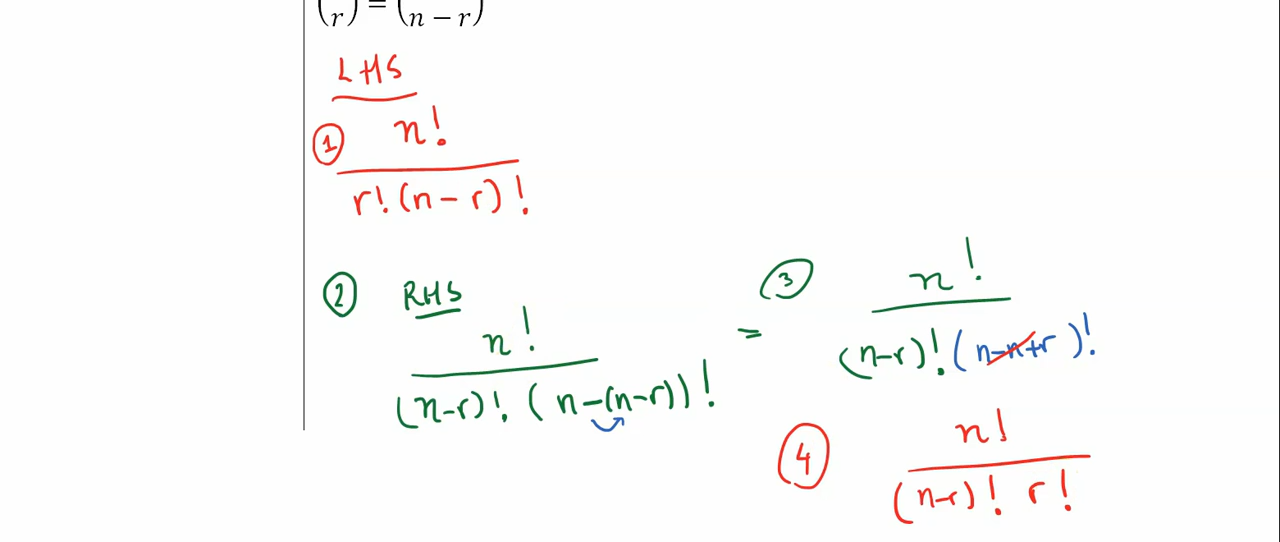 (r) = (n − r)
LHS
① n!
r!(n-r)!
② RHS
n!
(n-r)!(n-(n-r))!
= ③ n!
(n-r)!(n-n+r)!
④ n!
(n-r)! r!